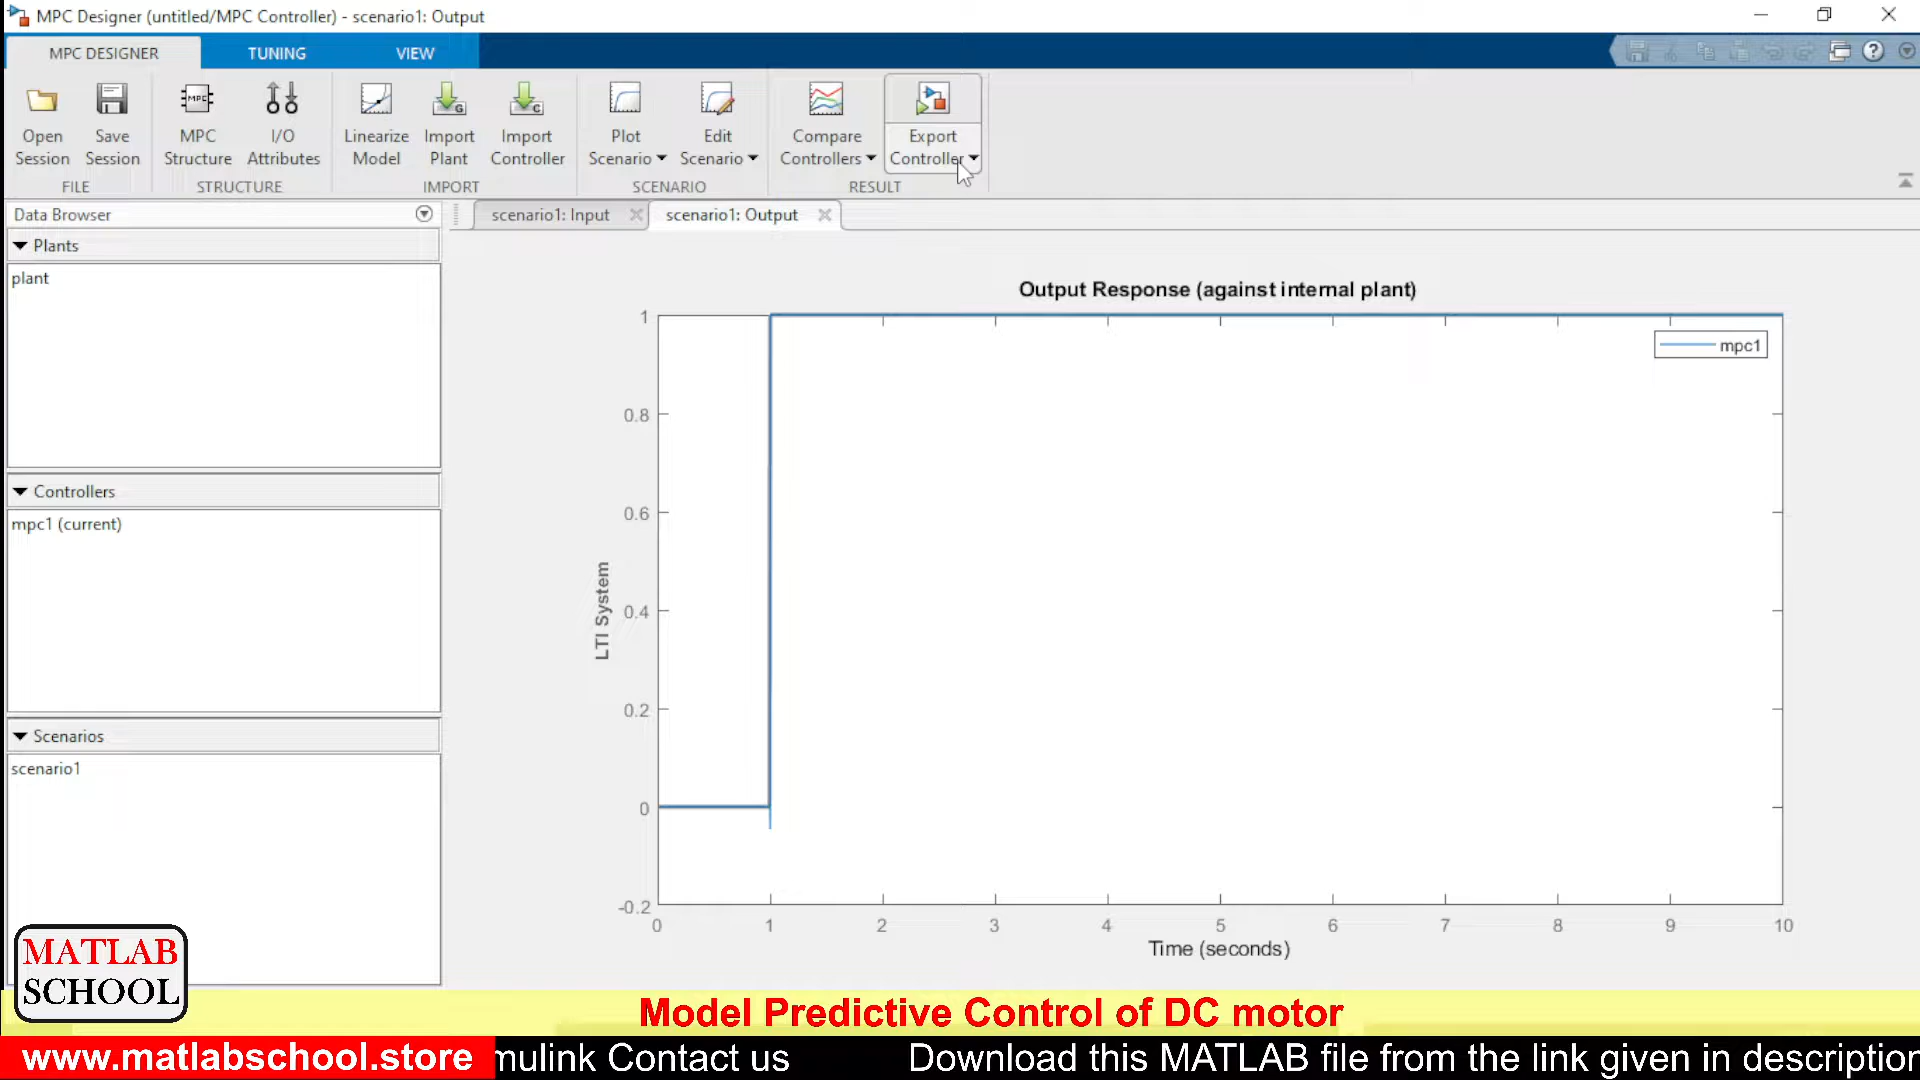 MPC Designer (untitled/MPC Controller) - scenario1: Output
MPC DESIGNER TUNING VIEW
Open Session
Save Session
MPC Structure
I/O Attributes
Linearize Model
Import Plant
Import Controller
Plot Scenario
Edit Scenario
Compare Controllers
Export Controller
FILE STRUCTURE IMPORT SCENARIO RESULT
Data Browser
scenario1: Input
scenario1: Output
Plants
plant
Controllers
mpc1 (current)
Scenarios
scenario1
Output Response (against internal plant)
mpc1
LTI System
1
0.8
0.6
0.4
0.2
0
-0.2
0 1 2 3 4 5 6 7 8 9 10
Time (seconds)
MATLAB
SCHOOL
Model Predictive Control of DC motor
www.matlabschool.store mulink Contact us Download this MATLAB file from the link given in description